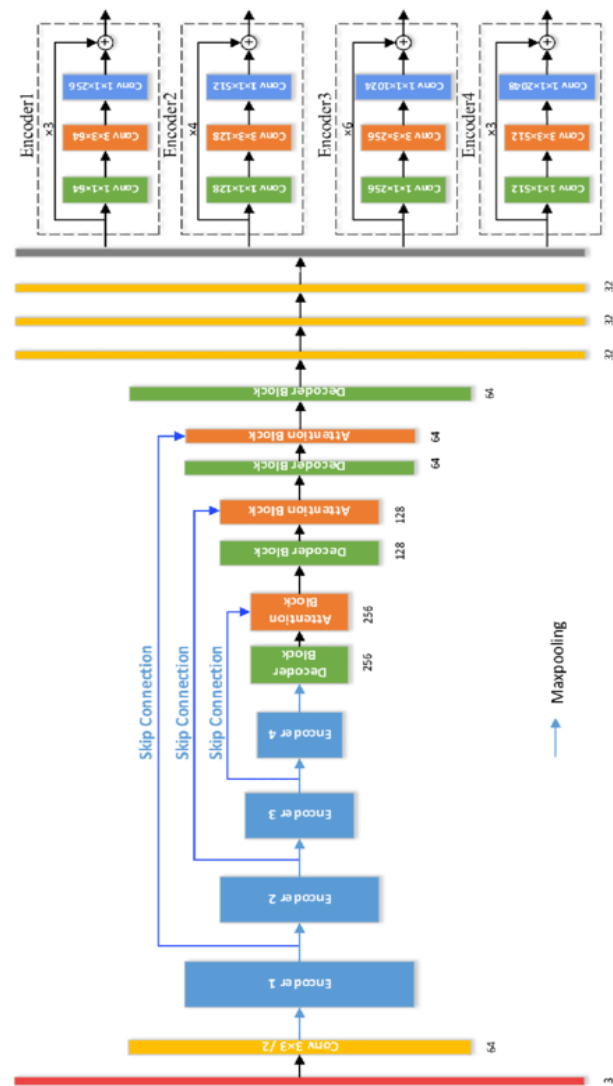 3
Conv 3×3 / 2
64
Encoder 1
Encoder 2
Encoder 3
Encoder 4
Skip Connection
Skip Connection
Skip Connection
Decoder
Block
256
Attention
Block
256
Decoder Block
128
Attention Block
128
Decoder Block
64
Attention Block
64
Decoder Block
64
32
32
32
Maxpooling
Encoder1
×3
Conv 1×1×64
Conv 3×3×64
Conv 1×1×256
Encoder2
×4
Conv 1×1×128
Conv 3×3×128
Conv 1×1×512
Encoder3
×6
Conv 1×1×256
Conv 3×3×256
Conv 1×1×1024
Encoder4
×3
Conv 1×1×512
Conv 3×3×512
Conv 1×1×2048